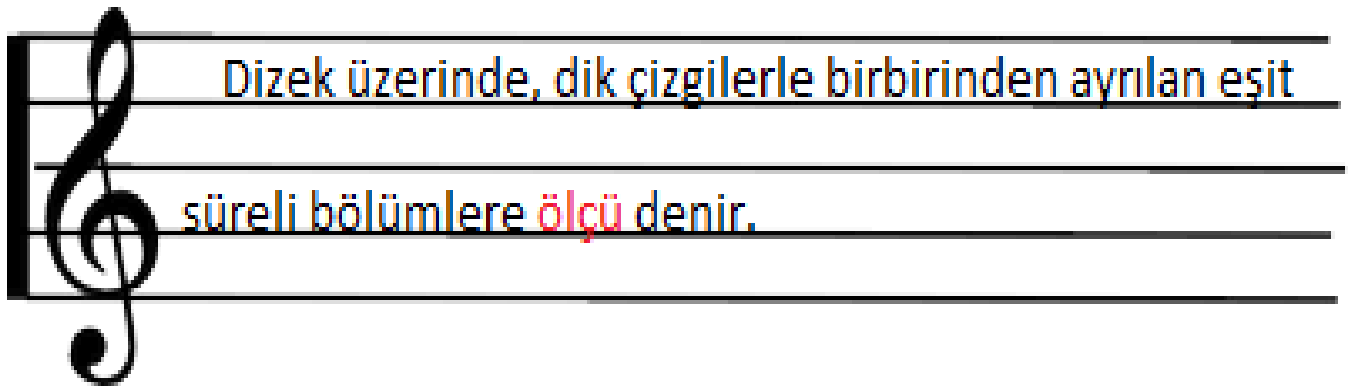 Dizek üzerinde, dik çizgilerle birbirinden ayrılan eşit
süreli bölümlere ölçü denir.